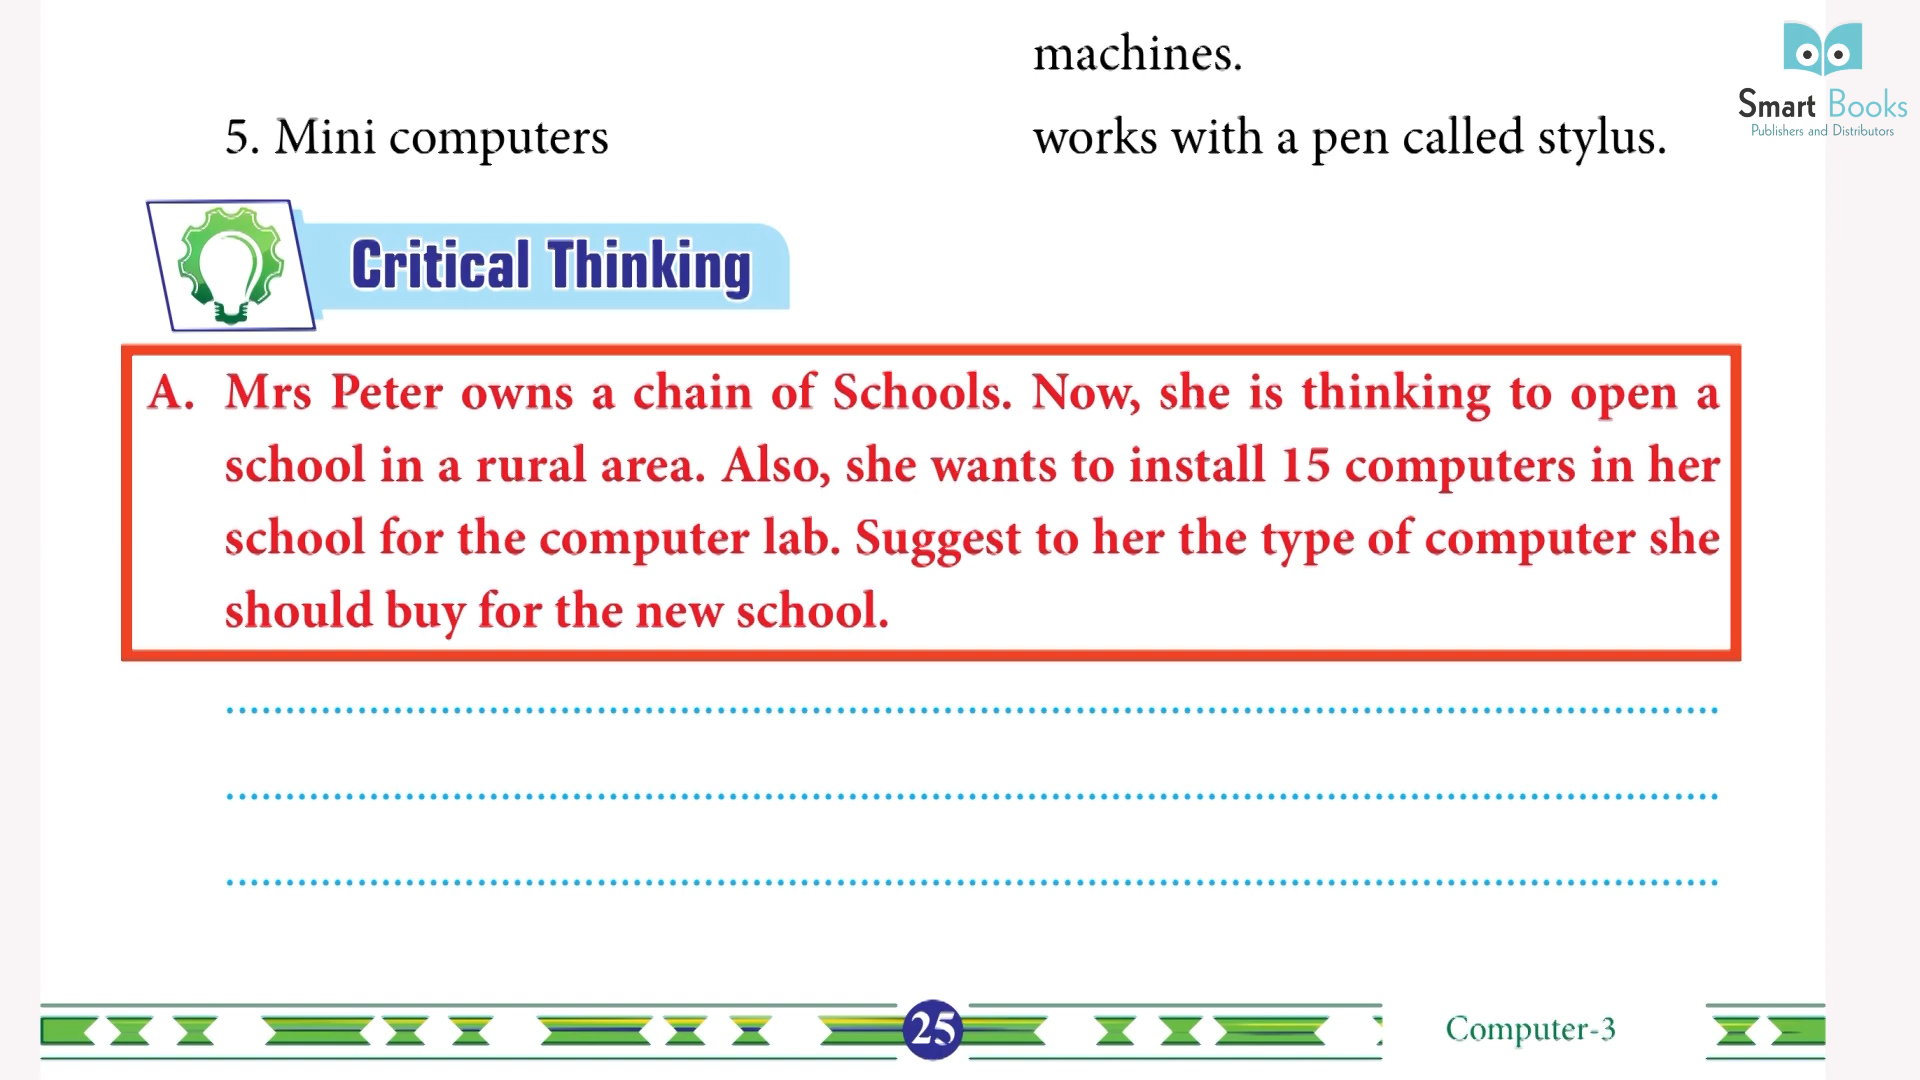 machines.
Smart Books
Publishers and Distributors
5. Mini computers works with a pen called stylus.
Critical Thinking
A. Mrs Peter owns a chain of Schools. Now, she is thinking to open a
school in a rural area. Also, she wants to install 15 computers in her
school for the computer lab. Suggest to her the type of computer she
should buy for the new school.
25
Computer-3